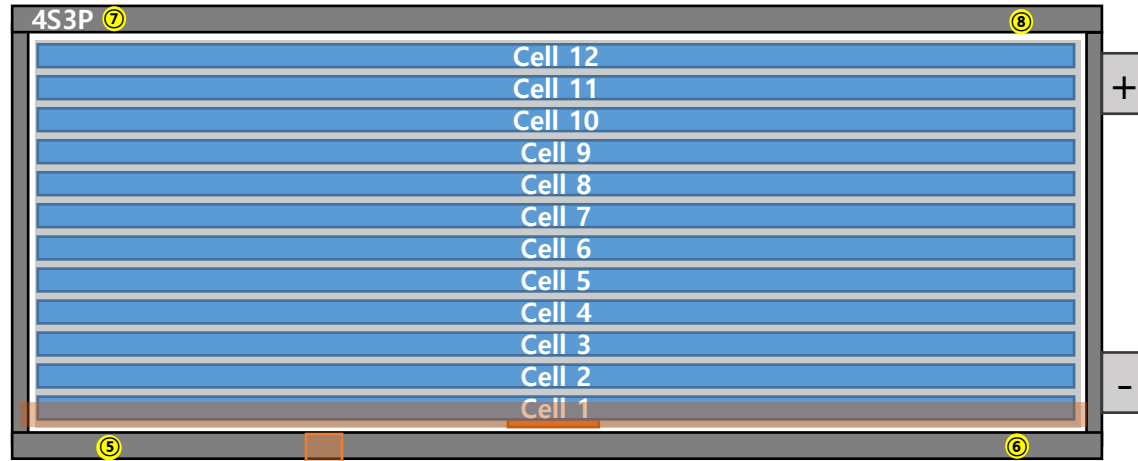 4S3P ⑦ ⑧
Cell 12
+
Cell 11
Cell 10
Cell 9
Cell 8
Cell 7
Cell 6
Cell 5
Cell 4
Cell 3
Cell 2
-
Cell 1
⑤ ⑥